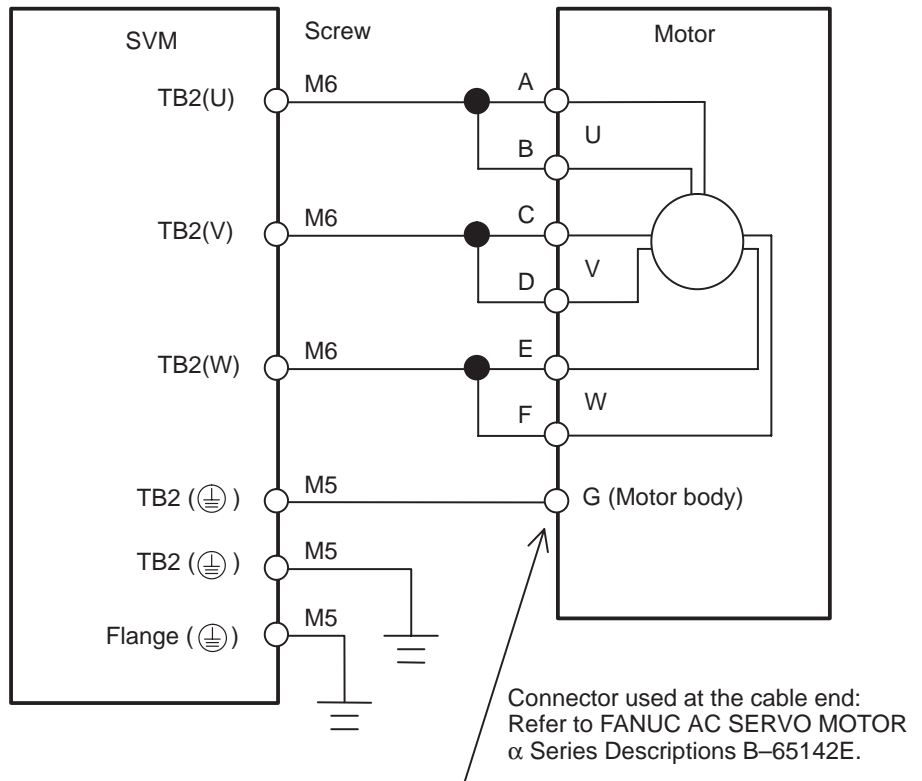 SVM
Screw
Motor
TB2(U)
M6
A
B
U
TB2(V)
M6
C
D
V
TB2(W)
M6
E
F
W
TB2 (⏚)
M5
G (Motor body)
TB2 (⏚)
M5
Flange (⏚)
M5
Connector used at the cable end:
Refer to FANUC AC SERVO MOTOR
α Series Descriptions B–65142E.